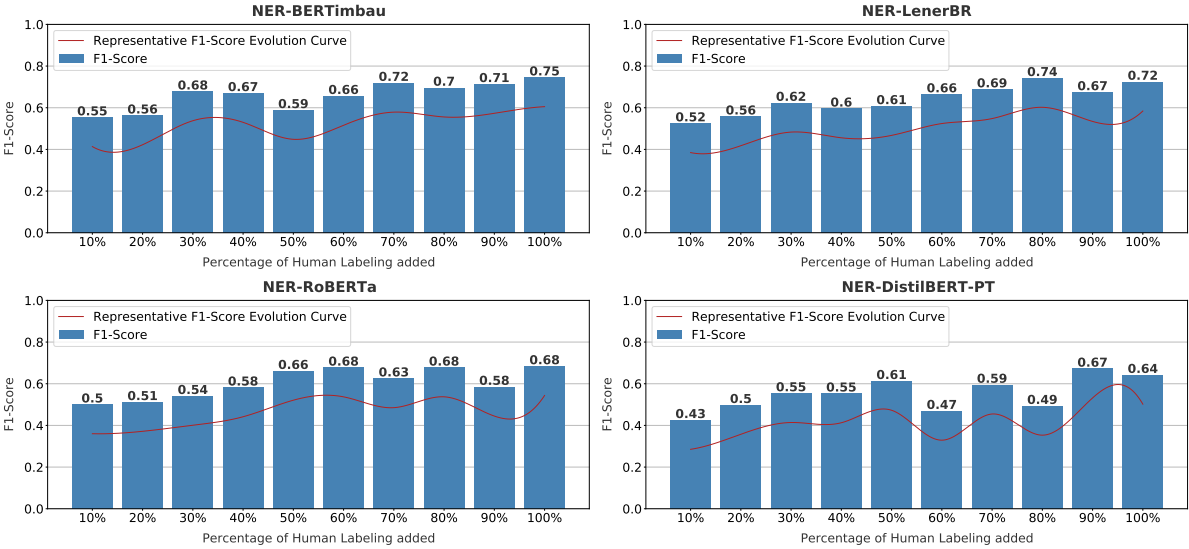 NER-BERTimbau
1.0
0.8
0.6
0.4
0.2
0.0
F1-Score
Representative F1-Score Evolution Curve
F1-Score
0.55 0.56 0.68 0.67 0.59 0.66 0.72 0.7 0.71 0.75
10% 20% 30% 40% 50% 60% 70% 80% 90% 100%
Percentage of Human Labeling added
NER-LenerBR
1.0
0.8
0.6
0.4
0.2
0.0
F1-Score
Representative F1-Score Evolution Curve
F1-Score
0.52 0.56 0.62 0.6 0.61 0.66 0.69 0.74 0.67 0.72
10% 20% 30% 40% 50% 60% 70% 80% 90% 100%
Percentage of Human Labeling added
NER-RoBERTa
1.0
0.8
0.6
0.4
0.2
0.0
F1-Score
Representative F1-Score Evolution Curve
F1-Score
0.5 0.51 0.54 0.58 0.66 0.68 0.63 0.68 0.58 0.68
10% 20% 30% 40% 50% 60% 70% 80% 90% 100%
Percentage of Human Labeling added
NER-DistilBERT-PT
1.0
0.8
0.6
0.4
0.2
0.0
F1-Score
Representative F1-Score Evolution Curve
F1-Score
0.43 0.5 0.55 0.55 0.61 0.47 0.59 0.49 0.67 0.64
10% 20% 30% 40% 50% 60% 70% 80% 90% 100%
Percentage of Human Labeling added